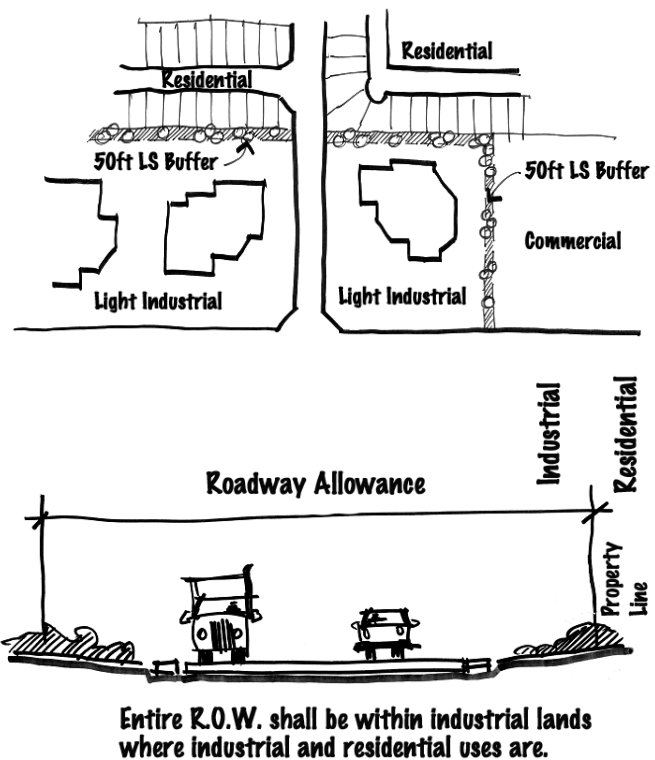 Residential
Residential
50ft LS Buffer
50ft LS Buffer
Commercial
Light Industrial
Light Industrial
Industrial
Residential
Roadway Allowance
Property
Line
Entire R.O.W. shall be within industrial lands
where industrial and residential uses are.